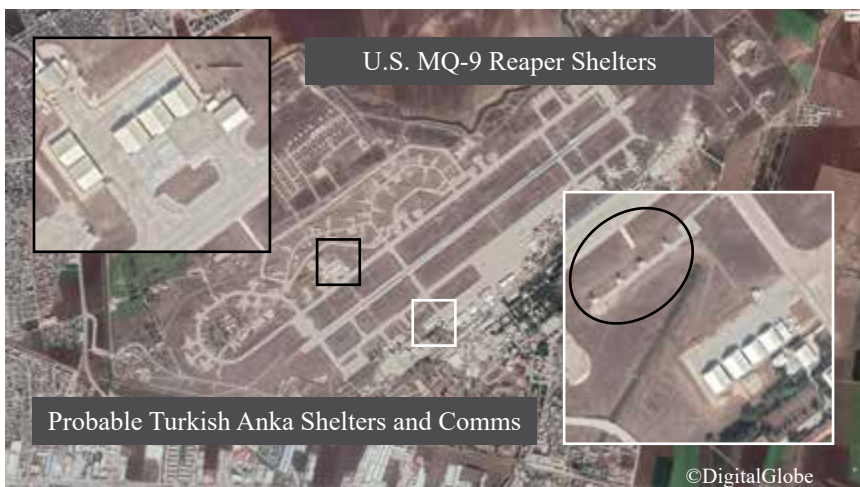 U.S. MQ-9 Reaper Shelters
Probable Turkish Anka Shelters and Comms
©DigitalGlobe